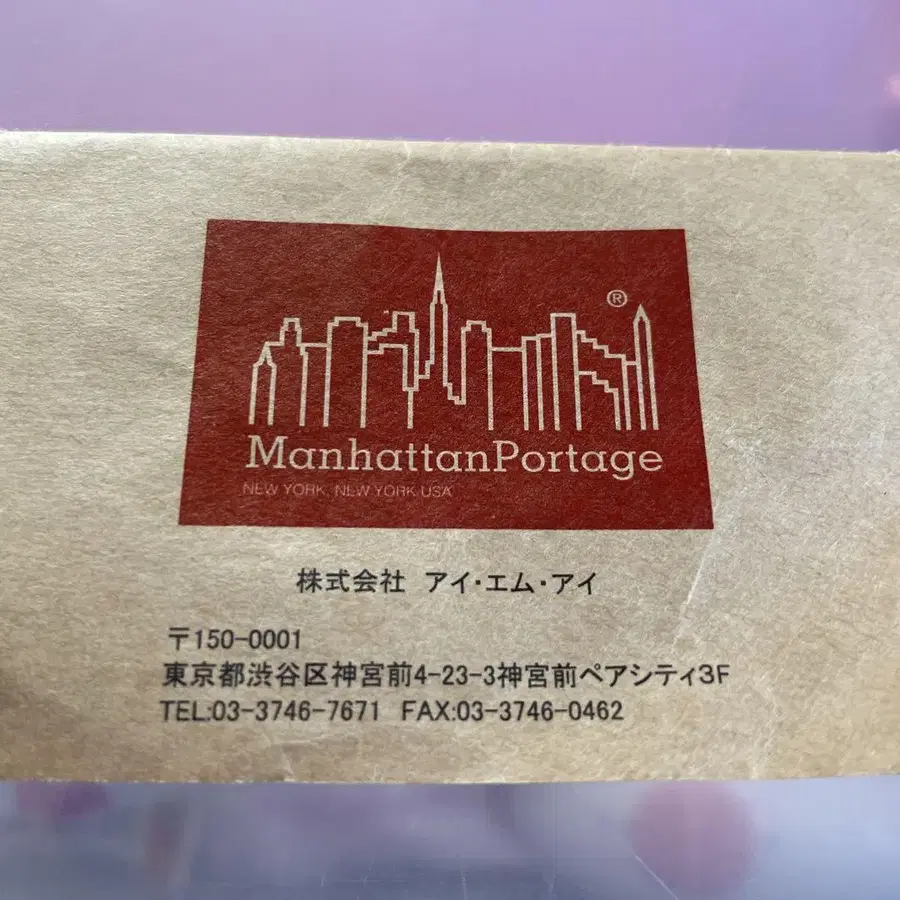 ®
ManhattanPortage
NEW YORK, NEW YORK USA
株式会社 アイ・エム・アイ
〒150-0001
東京都渋谷区神宮前4-23-3神宮前ペアシティ3F
TEL:03-3746-7671 FAX:03-3746-0462